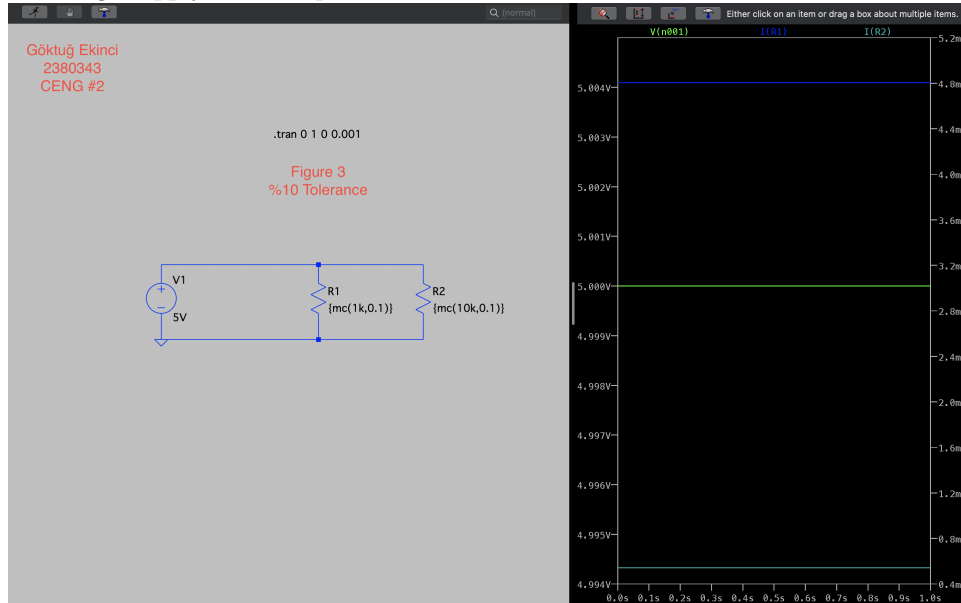 (normal)
Either click on an item or drag a box about multiple items.
Göktuğ Ekinci
2380343
CENG #2
.tran 0 1 0 0.001
Figure 3
%10 Tolerance
V1
5V
R1
{mc(1k,0.1)}
R2
{mc(10k,0.1)}
V(n001) I(R1) I(R2)
5.004V
5.003V
5.002V
5.001V
5.000V
4.999V
4.998V
4.997V
4.996V
4.995V
4.994V
5.2m
4.8m
4.4m
4.0m
3.6m
3.2m
2.8m
2.4m
2.0m
1.6m
1.2m
0.8m
0.4m
0.0s 0.1s 0.2s 0.3s 0.4s 0.5s 0.6s 0.7s 0.8s 0.9s 1.0s